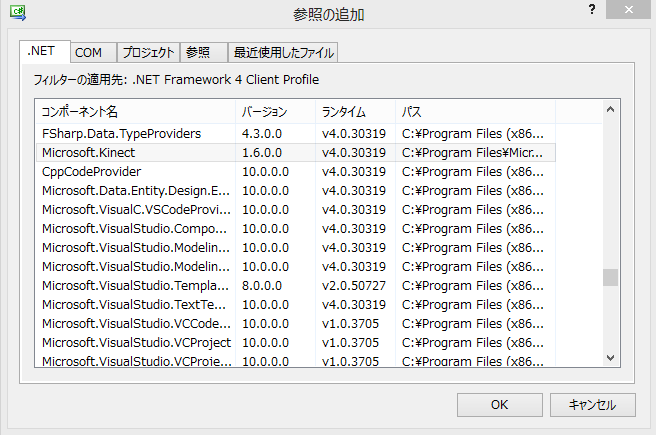 参照の追加
.NET COM プロジェクト 参照 最近使用したファイル
フィルターの適用先: .NET Framework 4 Client Profile
コンポーネント名 バージョン ランタイム パス
FSharp.Data.TypeProviders 4.3.0.0 v4.0.30319 C:¥Program Files (x86...
Microsoft.Kinect 1.6.0.0 v4.0.30319 C:¥Program Files¥Micr...
CppCodeProvider 10.0.0.0 v4.0.30319 C:¥Program Files (x86...
Microsoft.Data.Entity.Design.E... 10.0.0.0 v4.0.30319 C:¥Program Files (x86...
Microsoft.VisualC.VSCodeProvi... 10.0.0.0 v4.0.30319 C:¥Program Files (x86...
Microsoft.VisualStudio.Compo... 10.0.0.0 v4.0.30319 C:¥Program Files (x86...
Microsoft.VisualStudio.Modelin... 10.0.0.0 v4.0.30319 C:¥Program Files (x86...
Microsoft.VisualStudio.Modelin... 10.0.0.0 v4.0.30319 C:¥Program Files (x86...
Microsoft.VisualStudio.Templa... 8.0.0.0 v2.0.50727 C:¥Program Files (x86...
Microsoft.VisualStudio.TextTe... 10.0.0.0 v4.0.30319 C:¥Program Files (x86...
Microsoft.VisualStudio.VCCode... 10.0.0.0 v1.0.3705 C:¥Program Files (x86...
Microsoft.VisualStudio.VCProject 10.0.0.0 v1.0.3705 C:¥Program Files (x86...
Microsoft.VisualStudio.VCProje... 10.0.0.0 v1.0.3705 C:¥Program Files (x86...
OK キャンセル